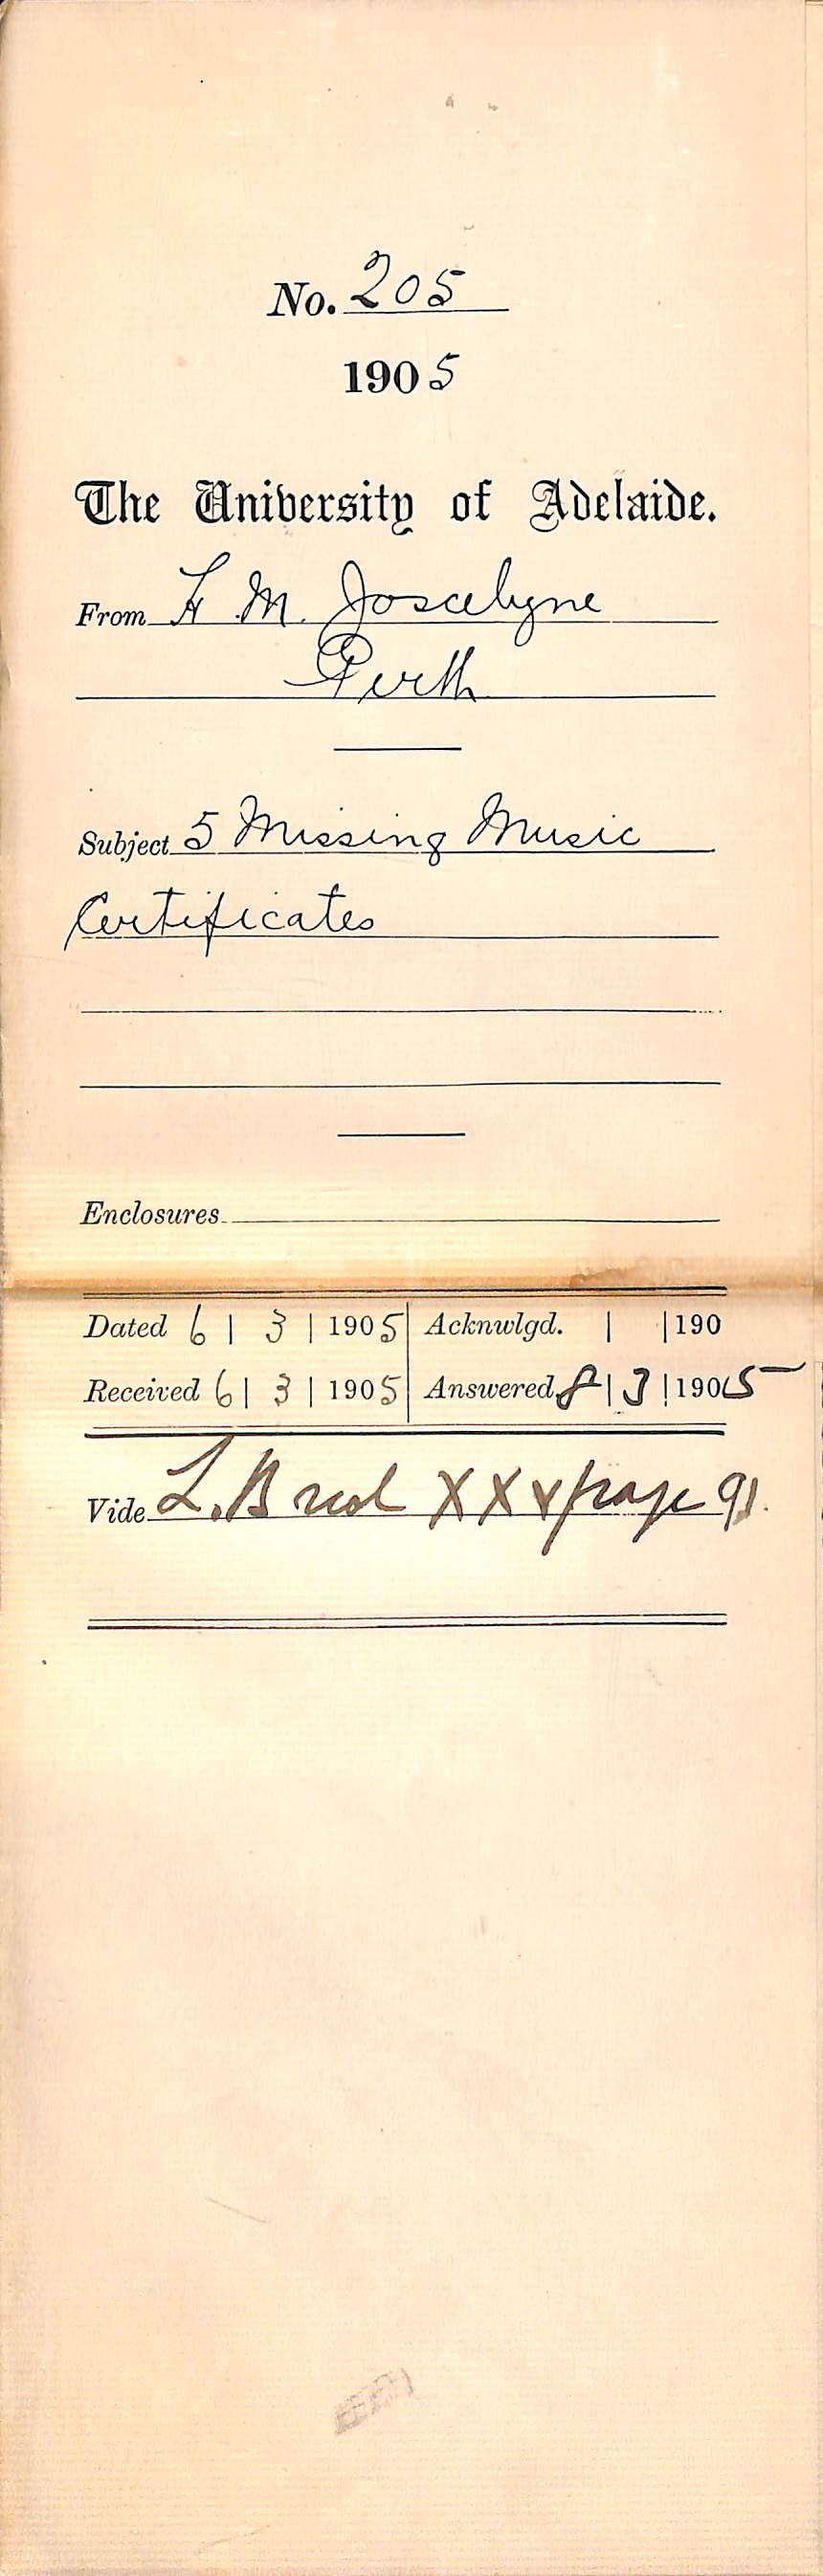 No. 205
1905
The University of Adelaide.
From F. M. Joscelyne
Perth
Subject 5 Missing Music
Certificates
Enclosures
Dated 6 | 3 | 1905 Acknwlgd. | | 190
Received 6 | 3 | 1905 Answered 8 | 3 | 1905
Vide L.B red XXV page 91.